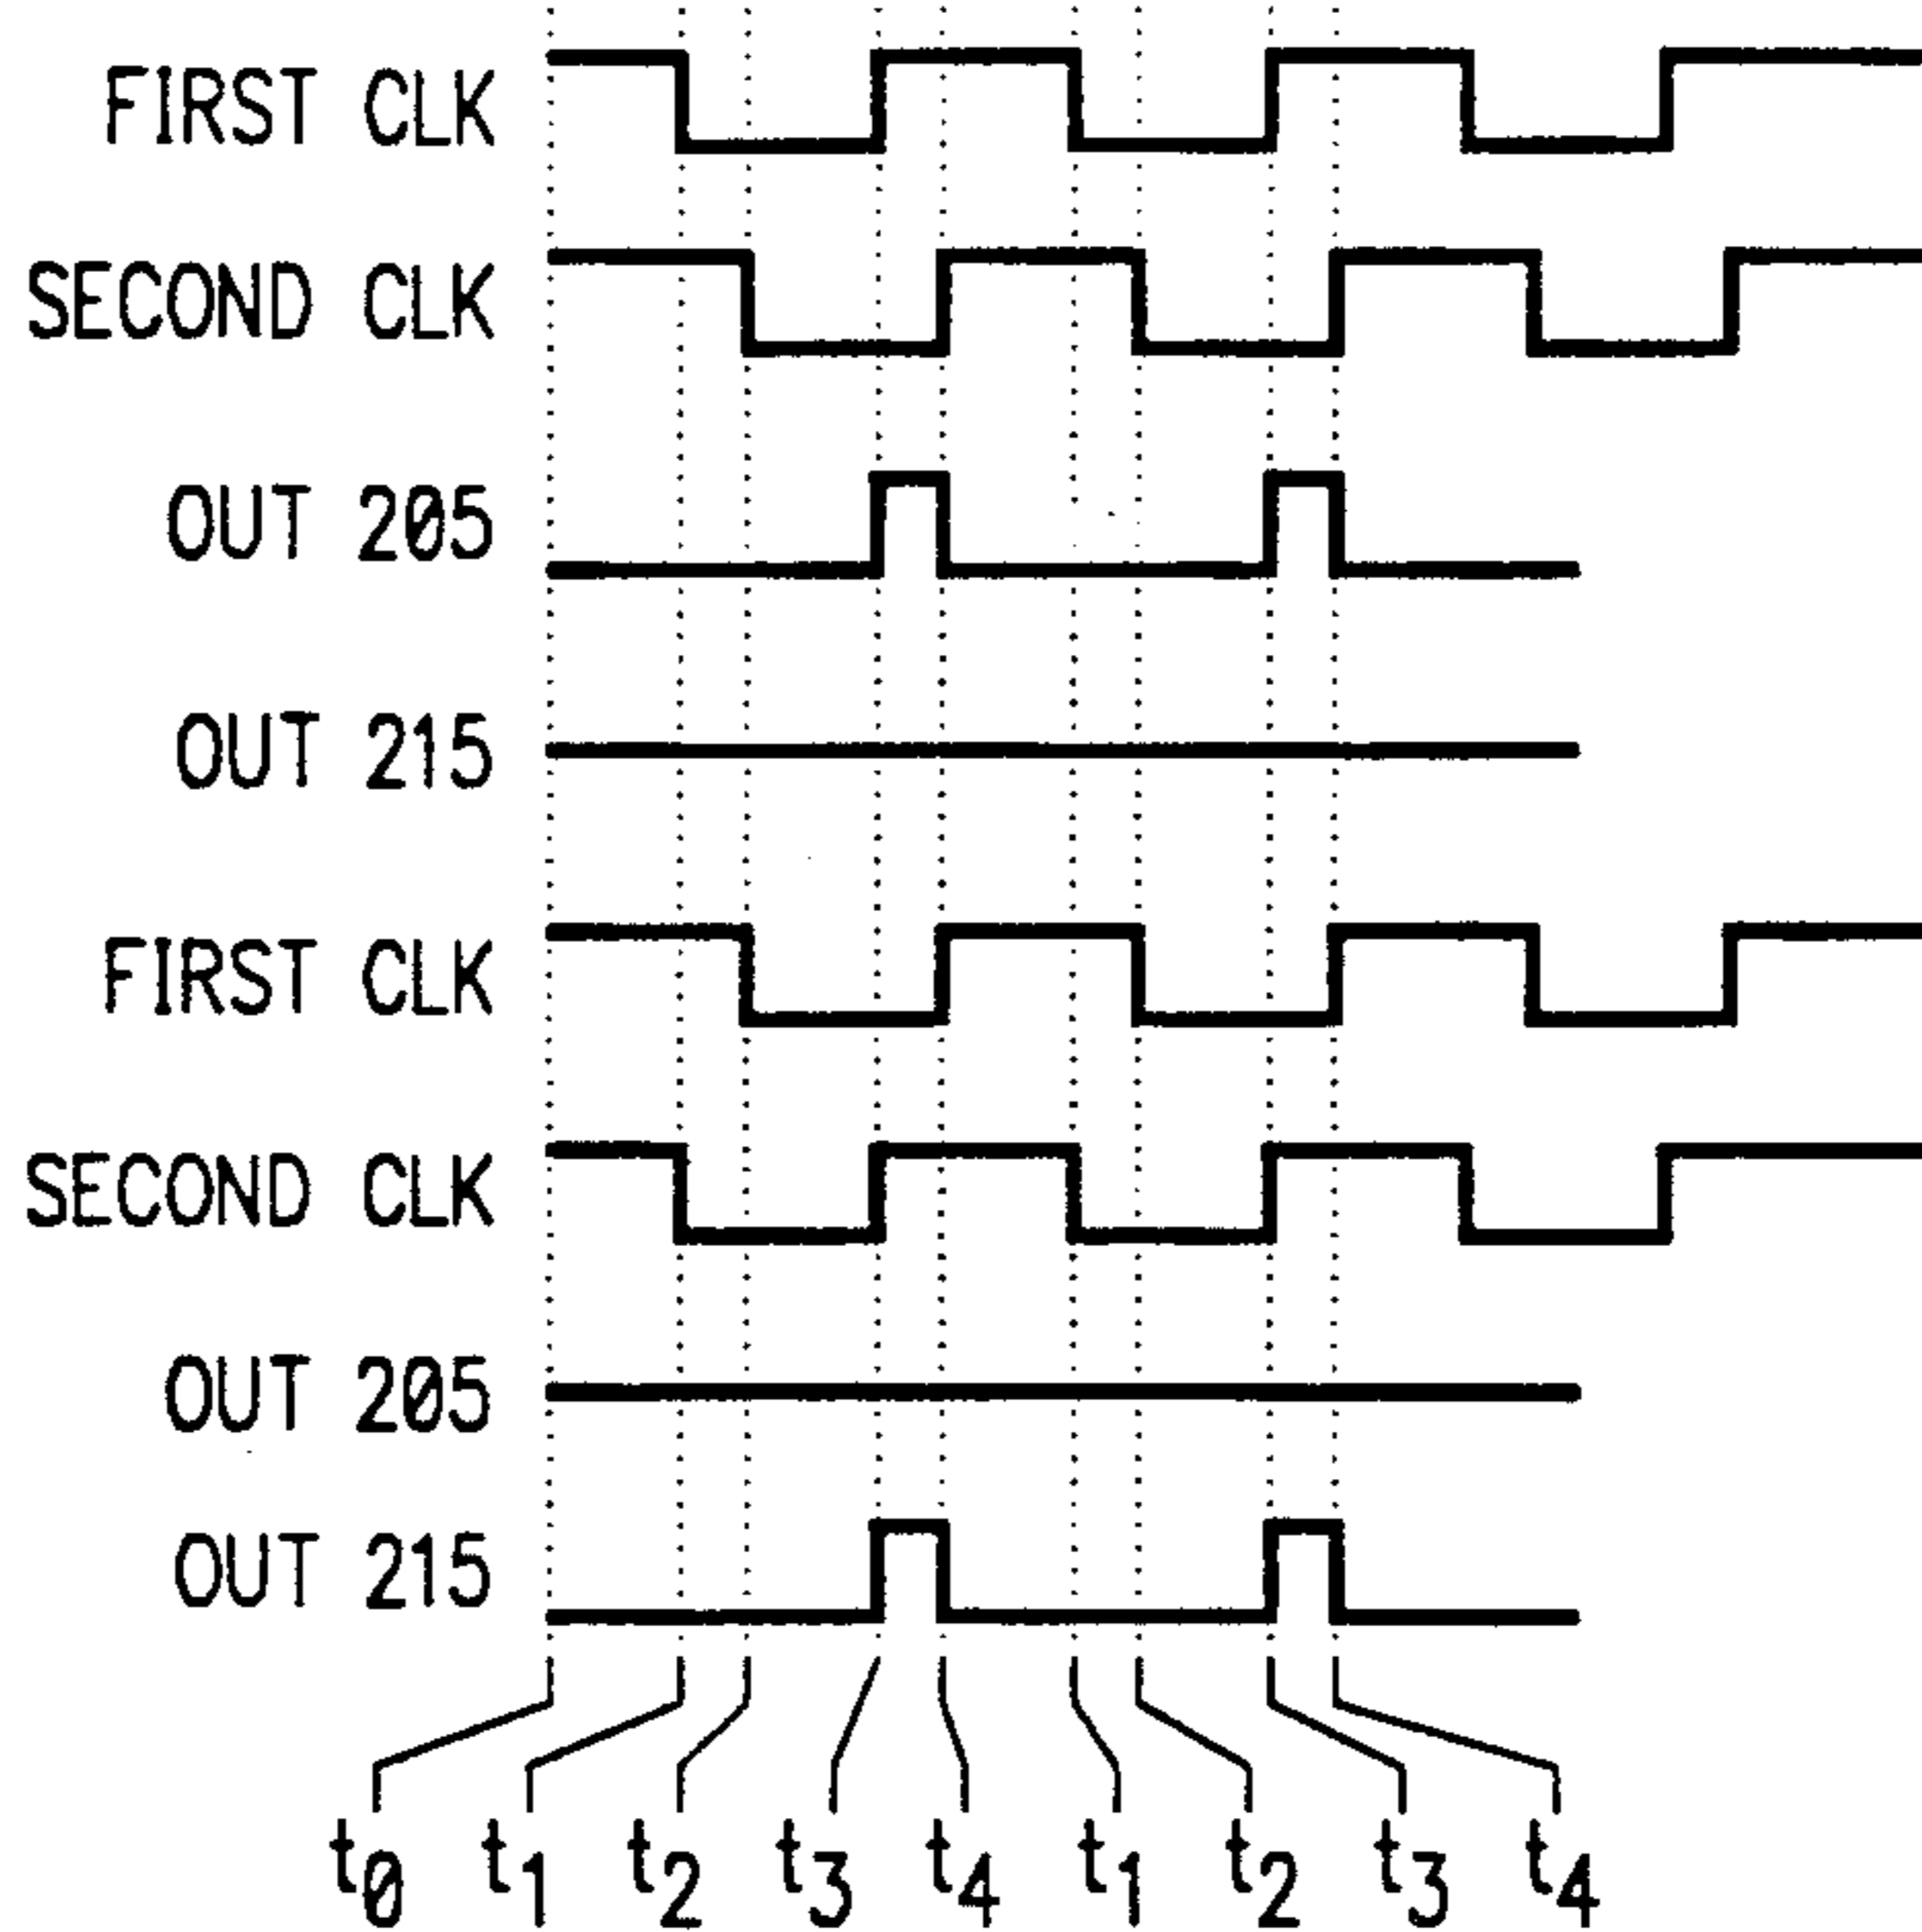 FIRST CLK
SECOND CLK
OUT 205
OUT 215
FIRST CLK
SECOND CLK
OUT 205
OUT 215
t0 t1 t2 t3 t4 t1 t2 t3 t4